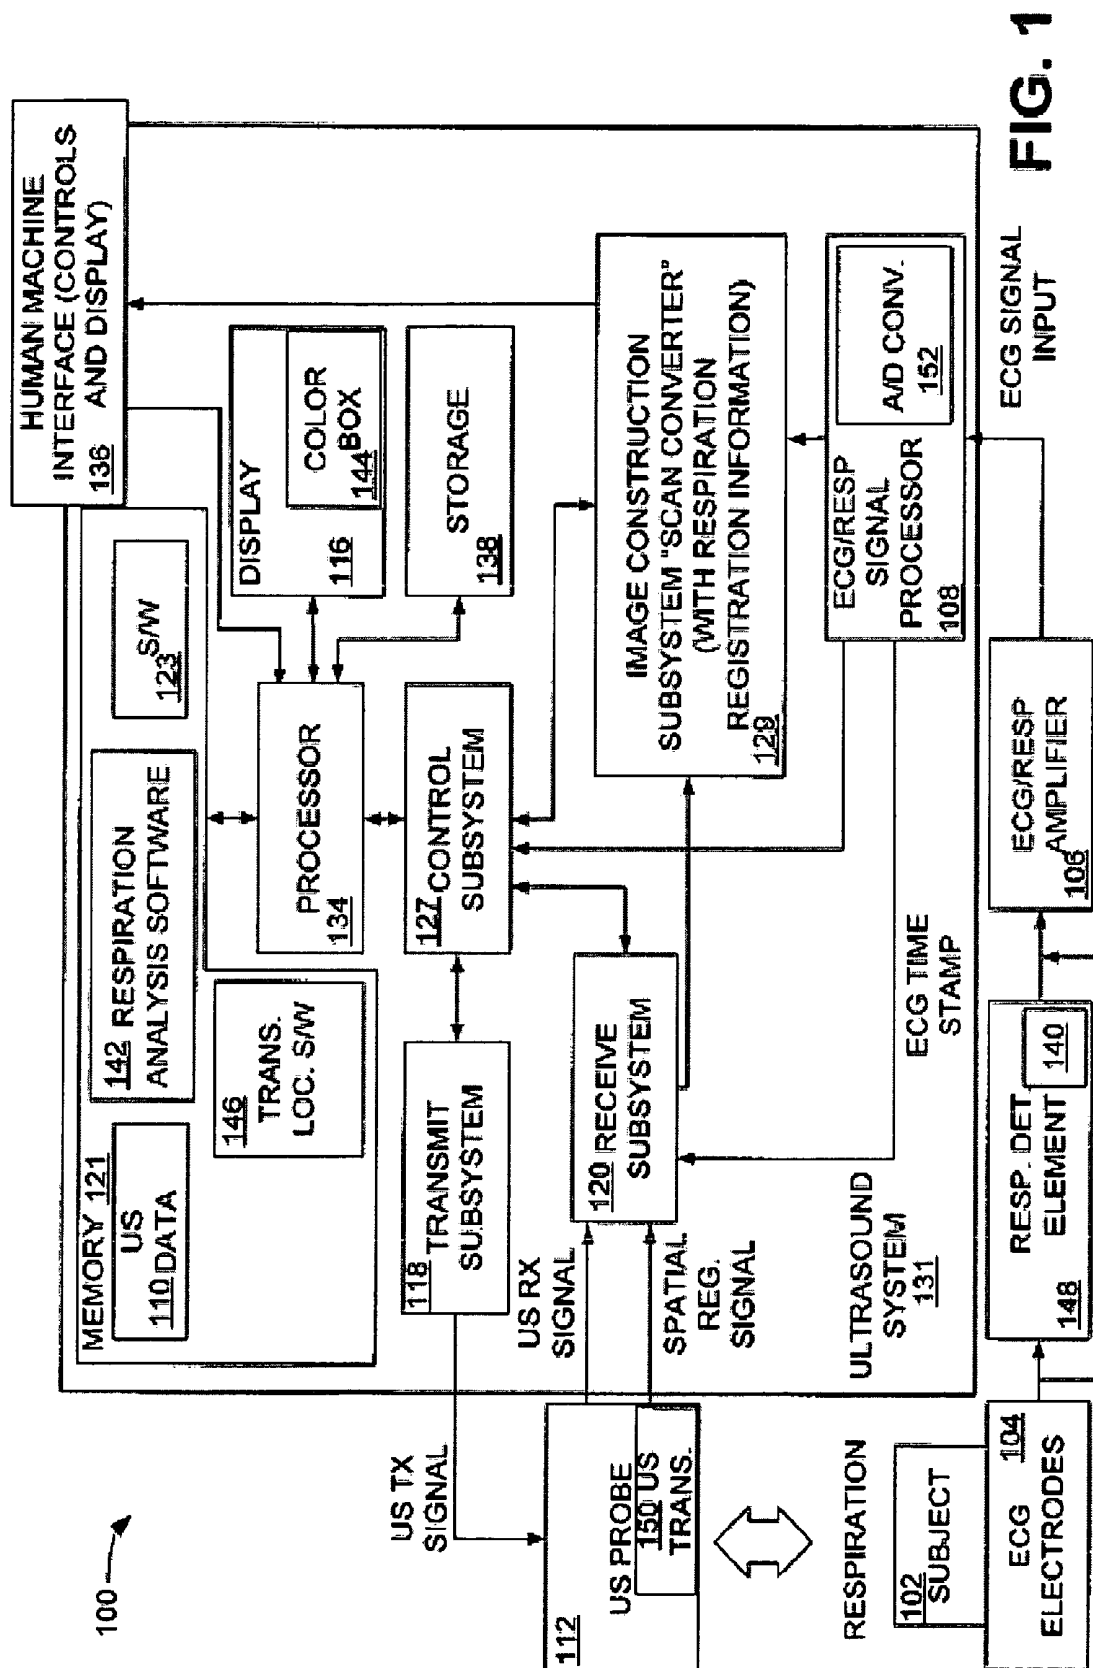 100
HUMAN MACHINE
INTERFACE (CONTROLS
AND DISPLAY)
136
MEMORY 121
US
110 DATA
142 RESPIRATION
ANALYSIS SOFTWARE
S/W
123
146 TRANS.
LOC. S/W
PROCESSOR
134
DISPLAY
116
COLOR
BOX
144
STORAGE
138
118 TRANSMIT
SUBSYSTEM
127 CONTROL
SUBSYSTEM
US TX
SIGNAL
US RX
SIGNAL
SPATIAL
REG.
SIGNAL
120 RECEIVE
SUBSYSTEM
IMAGE CONSTRUCTION
SUBSYSTEM "SCAN CONVERTER"
(WITH RESPIRATION
REGISTRATION INFORMATION)
129
US PROBE
150 US
TRANS.
112
ECG/RESP
SIGNAL
PROCESSOR
108
A/D CONV.
152
ULTRASOUND
SYSTEM
131
ECG TIME
STAMP
RESPIRATION
102
SUBJECT
104
ECG
ELECTRODES
RESP. DET
ELEMENT
140
148
ECG/RESP
AMPLIFIER
106
ECG SIGNAL
INPUT
FIG. 1